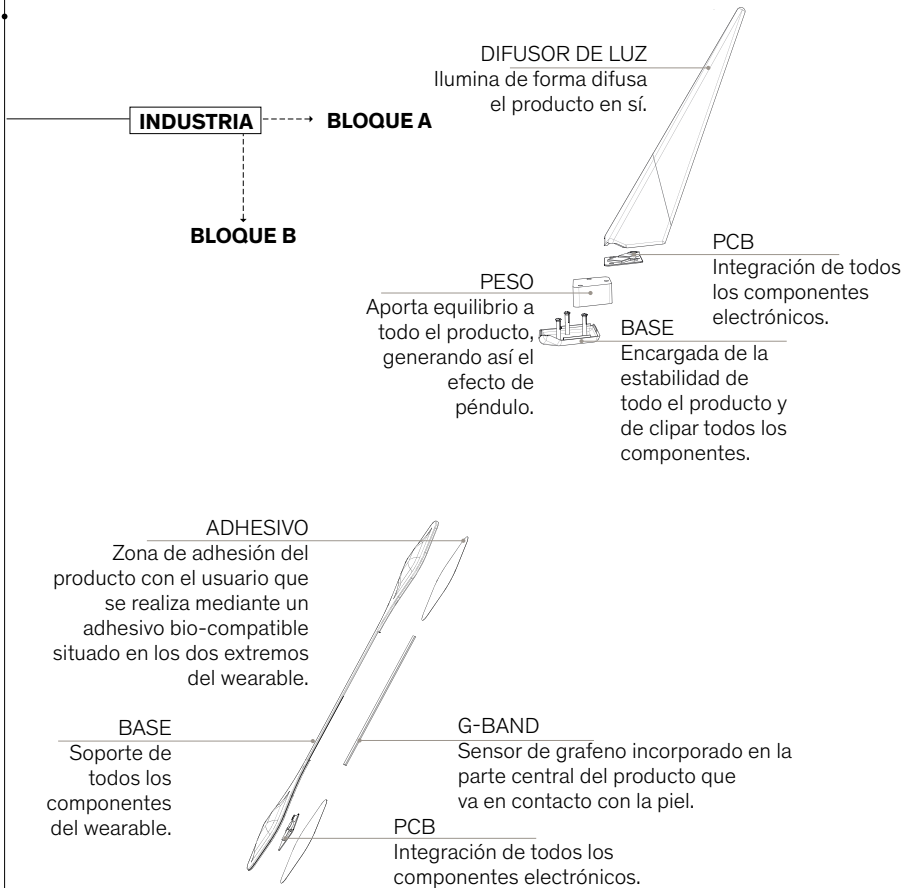 DIFUSOR DE LUZ
Ilumina de forma difusa
el producto en sí.
INDUSTRIA
BLOQUE A
BLOQUE B
PCB
Integración de todos
los componentes
electrónicos.
PESO
Aporta equilibrio a
todo el producto,
generando así el
efecto de
péndulo.
BASE
Encargada de la
estabilidad de
todo el producto y
de clipar todos los
componentes.
ADHESIVO
Zona de adhesión del
producto con el usuario que
se realiza mediante un
adhesivo bio-compatible
situado en los dos extremos
del wearable.
BASE
Soporte de
todos los
componentes
del wearable.
G-BAND
Sensor de grafeno incorporado en la
parte central del producto que
va en contacto con la piel.
PCB
Integración de todos los
componentes electrónicos.